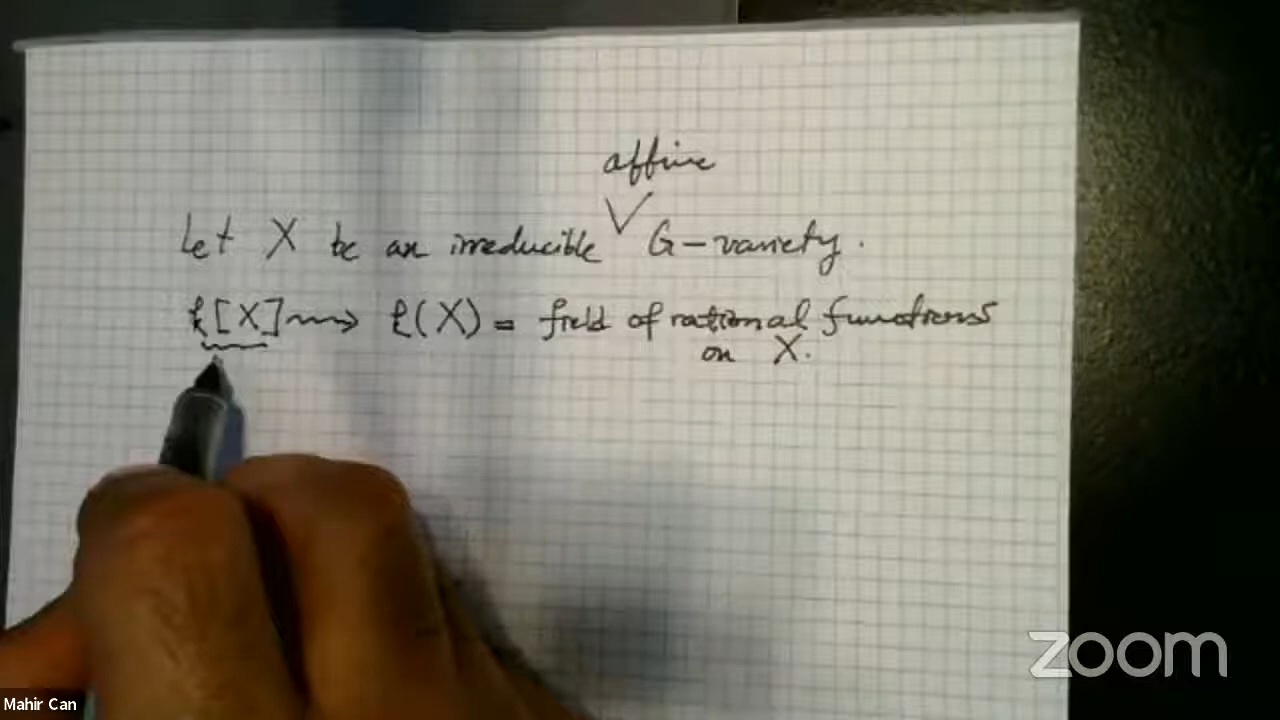 affine
Let X be an irreducible ∨ G-variety.
k[X] ⇝ k(X) = field of rational functions
on X.
zoom
Mahir Can